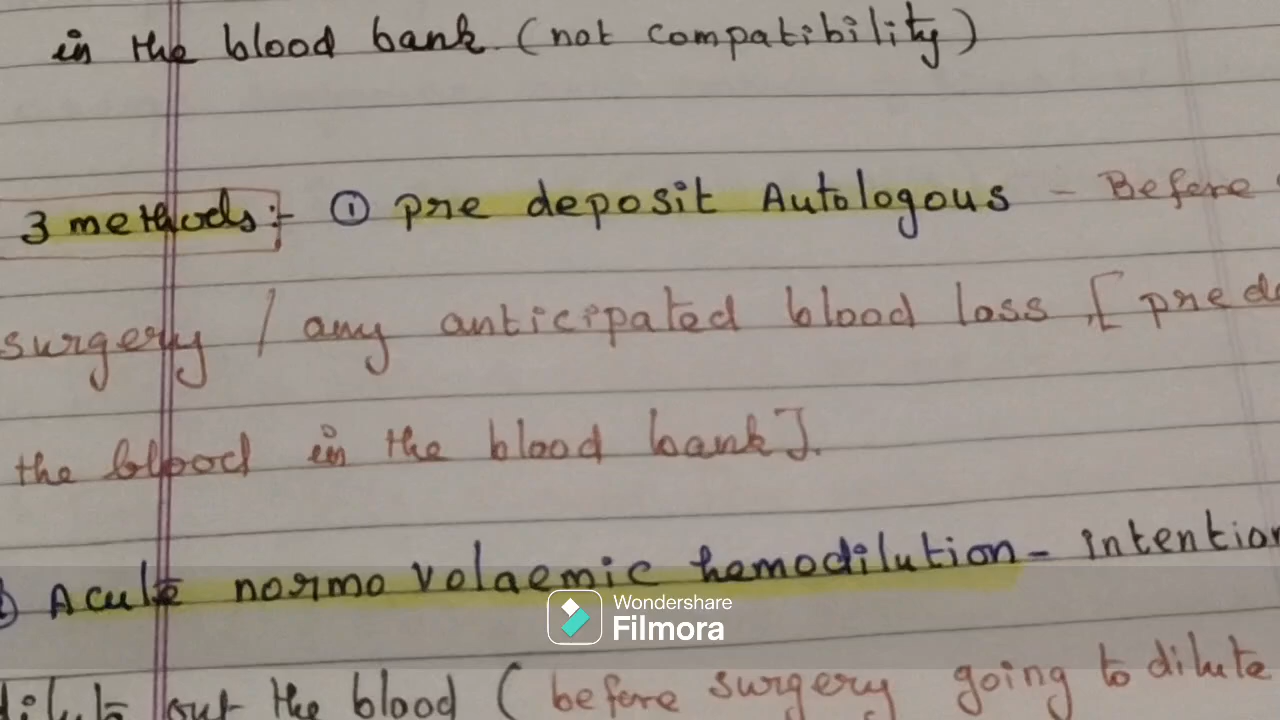 in the blood bank (not compatibility)
3 methods:- ① pre deposit Autologous - Before
surgery / any anticipated blood loss, [
the blood in the blood bank].
Acute normo volaemic hemodilution -
Wondershare
Filmora
dilute out the blood ( before surgery going to dilute